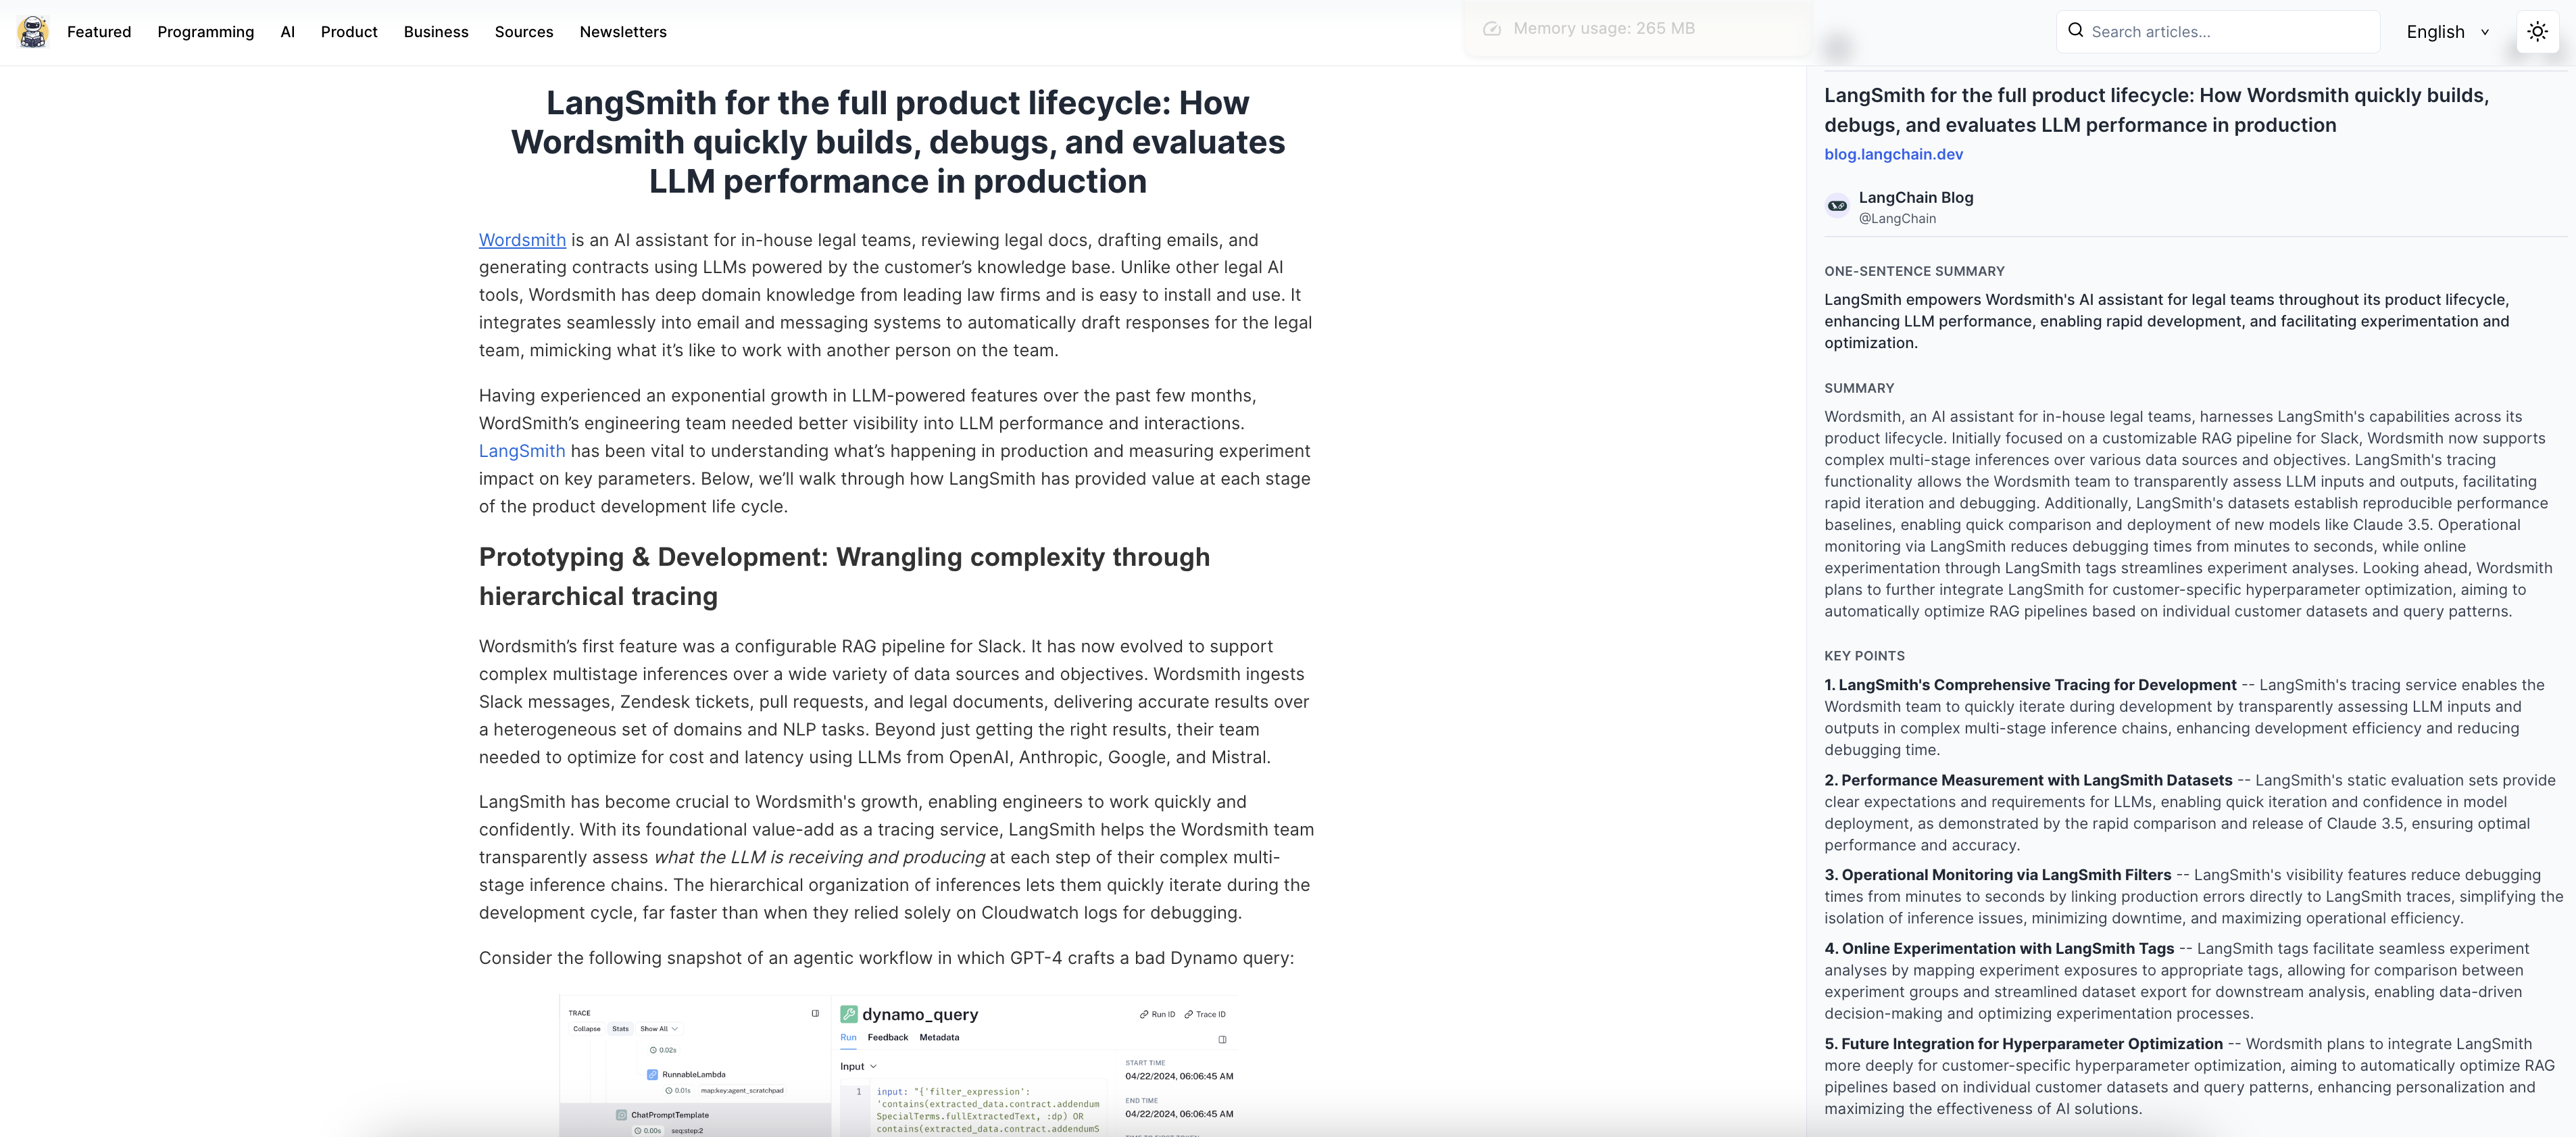 Featured Programming AI Product Business Sources Newsletters
Memory usage: 265 MB
Search articles...
English
LangSmith for the full product lifecycle: How
Wordsmith quickly builds, debugs, and evaluates
LLM performance in production
Wordsmith is an AI assistant for in-house legal teams, reviewing legal docs, drafting emails, and
generating contracts using LLMs powered by the customer’s knowledge base. Unlike other legal AI
tools, Wordsmith has deep domain knowledge from leading law firms and is easy to install and use. It
integrates seamlessly into email and messaging systems to automatically draft responses for the legal
team, mimicking what it’s like to work with another person on the team.
Having experienced an exponential growth in LLM-powered features over the past few months,
WordSmith’s engineering team needed better visibility into LLM performance and interactions.
LangSmith has been vital to understanding what’s happening in production and measuring experiment
impact on key parameters. Below, we’ll walk through how LangSmith has provided value at each stage
of the product development life cycle.
Prototyping & Development: Wrangling complexity through
hierarchical tracing
Wordsmith’s first feature was a configurable RAG pipeline for Slack. It has now evolved to support
complex multistage inferences over a wide variety of data sources and objectives. Wordsmith ingests
Slack messages, Zendesk tickets, pull requests, and legal documents, delivering accurate results over
a heterogeneous set of domains and NLP tasks. Beyond just getting the right results, their team
needed to optimize for cost and latency using LLMs from OpenAI, Anthropic, Google, and Mistral.
LangSmith has become crucial to Wordsmith's growth, enabling engineers to work quickly and
confidently. With its foundational value-add as a tracing service, LangSmith helps the Wordsmith team
transparently assess what the LLM is receiving and producing at each step of their complex multi-
stage inference chains. The hierarchical organization of inferences lets them quickly iterate during the
development cycle, far faster than when they relied solely on Cloudwatch logs for debugging.
Consider the following snapshot of an agentic workflow in which GPT-4 crafts a bad Dynamo query:
TRACE
Collapse Stats Show All
0.02s
RunnableLambda
0.01s map:key:agent_scratchpad
ChatPromptTemplate
0.00s seq:step:2
dynamo_query
Run ID Trace ID
Run Feedback Metadata
Input
1 input: "{'filter_expression':
'contains(extracted_data.contract.addendum
SpecialTerms.fullExtractedText, :dp) OR
contains(extracted_data.contract.addendumS
START TIME
04/22/2024, 06:06:45 AM
END TIME
04/22/2024, 06:06:45 AM
TIME TO FIRST TOKEN
LangSmith for the full product lifecycle: How Wordsmith quickly builds,
debugs, and evaluates LLM performance in production
blog.langchain.dev
LangChain Blog
@LangChain
ONE-SENTENCE SUMMARY
LangSmith empowers Wordsmith's AI assistant for legal teams throughout its product lifecycle,
enhancing LLM performance, enabling rapid development, and facilitating experimentation and
optimization.
SUMMARY
Wordsmith, an AI assistant for in-house legal teams, harnesses LangSmith's capabilities across its
product lifecycle. Initially focused on a customizable RAG pipeline for Slack, Wordsmith now supports
complex multi-stage inferences over various data sources and objectives. LangSmith's tracing
functionality allows the Wordsmith team to transparently assess LLM inputs and outputs, facilitating
rapid iteration and debugging. Additionally, LangSmith's datasets establish reproducible performance
baselines, enabling quick comparison and deployment of new models like Claude 3.5. Operational
monitoring via LangSmith reduces debugging times from minutes to seconds, while online
experimentation through LangSmith tags streamlines experiment analyses. Looking ahead, Wordsmith
plans to further integrate LangSmith for customer-specific hyperparameter optimization, aiming to
automatically optimize RAG pipelines based on individual customer datasets and query patterns.
KEY POINTS
1. LangSmith's Comprehensive Tracing for Development -- LangSmith's tracing service enables the
Wordsmith team to quickly iterate during development by transparently assessing LLM inputs and
outputs in complex multi-stage inference chains, enhancing development efficiency and reducing
debugging time.
2. Performance Measurement with LangSmith Datasets -- LangSmith's static evaluation sets provide
clear expectations and requirements for LLMs, enabling quick iteration and confidence in model
deployment, as demonstrated by the rapid comparison and release of Claude 3.5, ensuring optimal
performance and accuracy.
3. Operational Monitoring via LangSmith Filters -- LangSmith's visibility features reduce debugging
times from minutes to seconds by linking production errors directly to LangSmith traces, simplifying the
isolation of inference issues, minimizing downtime, and maximizing operational efficiency.
4. Online Experimentation with LangSmith Tags -- LangSmith tags facilitate seamless experiment
analyses by mapping experiment exposures to appropriate tags, allowing for comparison between
experiment groups and streamlined dataset export for downstream analysis, enabling data-driven
decision-making and optimizing experimentation processes.
5. Future Integration for Hyperparameter Optimization -- Wordsmith plans to integrate LangSmith
more deeply for customer-specific hyperparameter optimization, aiming to automatically optimize RAG
pipelines based on individual customer datasets and query patterns, enhancing personalization and
maximizing the effectiveness of AI solutions.